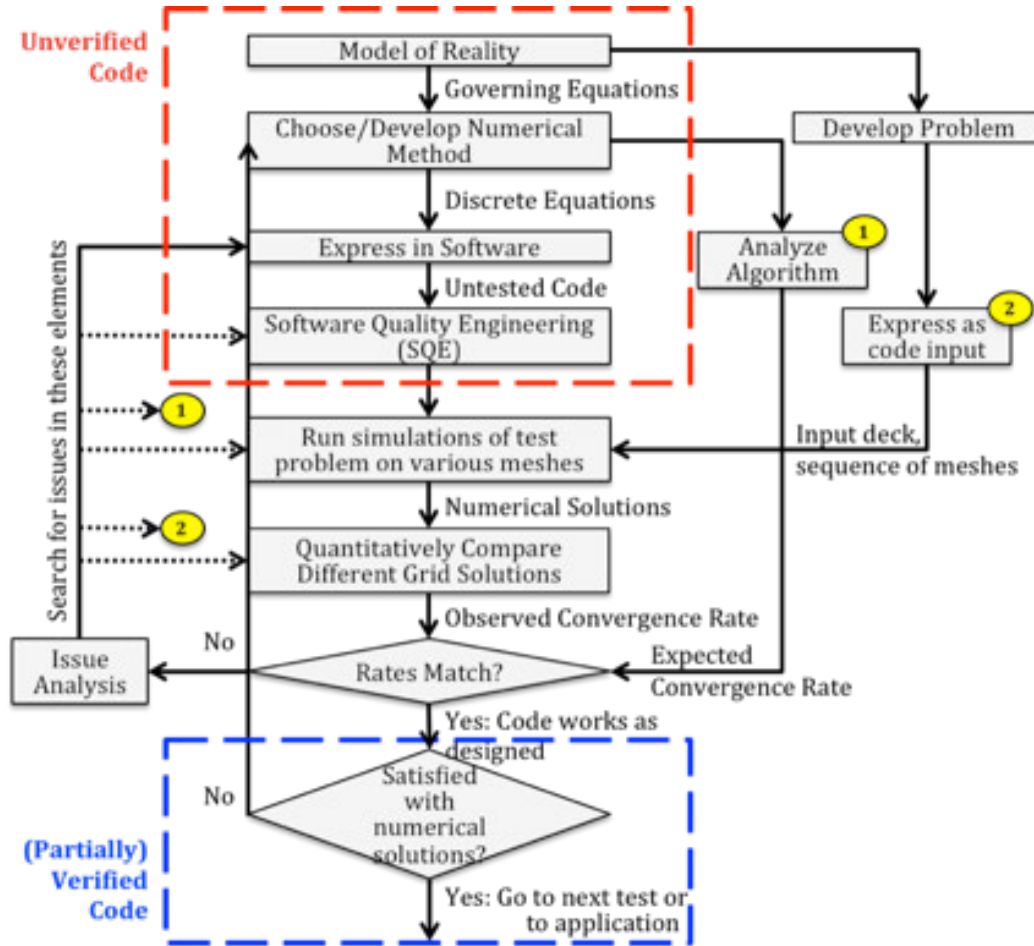 Unverified
Code
Model of Reality
Governing Equations
Choose/Develop Numerical
Method
Develop Problem
Discrete Equations
Express in Software
1
Analyze
Algorithm
Untested Code
Software Quality Engineering
(SQE)
2
Express as
code input
Search for issues in these elements
1
Run simulations of test
problem on various meshes
Input deck,
sequence of meshes
Numerical Solutions
2
Quantitatively Compare
Different Grid Solutions
Observed Convergence Rate
No
Issue
Analysis
Rates Match?
Expected
Convergence Rate
Yes: Code works as
designed
No
Satisfied
with
numerical
solutions?
(Partially)
Verified
Code
Yes: Go to next test or
to application